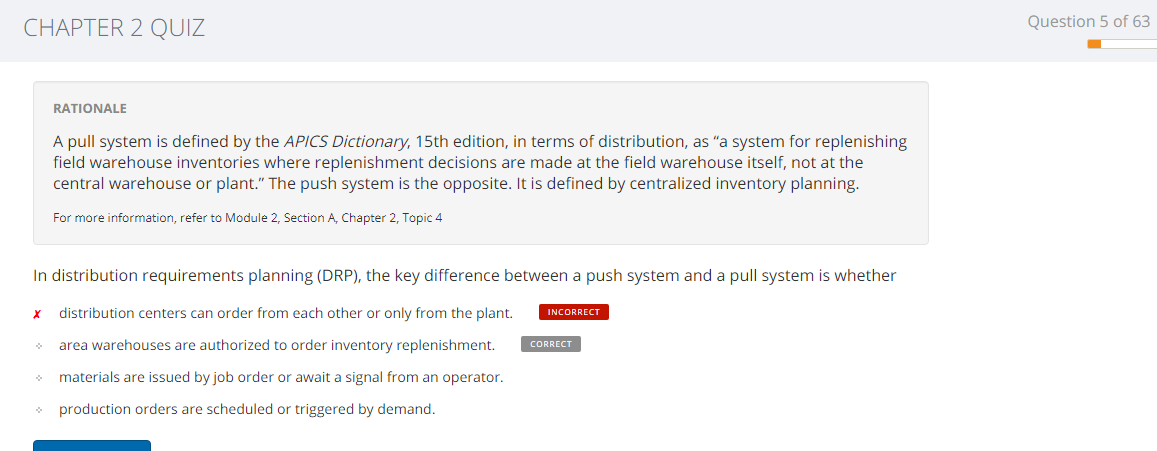 CHAPTER 2 QUIZ
Question 5 of 63
RATIONALE
A pull system is defined by the APICS Dictionary, 15th edition, in terms of distribution, as “a system for replenishing
field warehouse inventories where replenishment decisions are made at the field warehouse itself, not at the
central warehouse or plant.” The push system is the opposite. It is defined by centralized inventory planning.
For more information, refer to Module 2, Section A, Chapter 2, Topic 4
In distribution requirements planning (DRP), the key difference between a push system and a pull system is whether
✗ distribution centers can order from each other or only from the plant. INCORRECT
area warehouses are authorized to order inventory replenishment. CORRECT
materials are issued by job order or await a signal from an operator.
production orders are scheduled or triggered by demand.